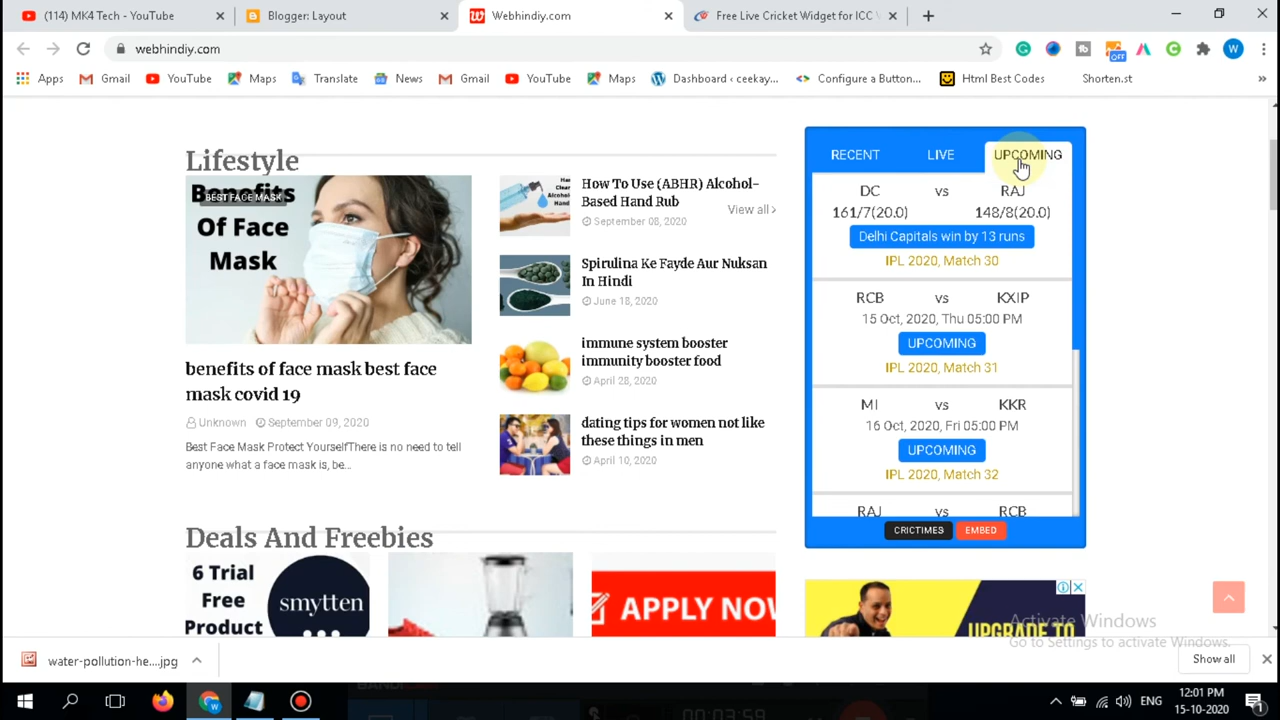 (114) MK4 Tech - YouTube
Blogger: Layout
Webhindiy.com
Free Live Cricket Widget for ICC
webhindiy.com
Apps
Gmail
YouTube
Maps
Translate
News
Gmail
YouTube
Maps
Dashboard ‹ ceekay...
Configure a Button...
Html Best Codes
Shorten.st
»
OFF
W
Lifestyle
Benefits
BEST FACE MASK
Of Face
Mask
benefits of face mask best face
mask covid 19
Unknown September 09, 2020
Best Face Mask Protect YourselfThere is no need to tell
anyone what a face mask is, be...
How To Use (ABHR) Alcohol-
Based Hand Rub
View all
September 08, 2020
Spirulina Ke Fayde Aur Nuksan
In Hindi
June 18, 2020
immune system booster
immunity booster food
April 28, 2020
dating tips for women not like
these things in men
April 10, 2020
RECENT LIVE UPCOMING
DC vs RAJ
161/7(20.0) 148/8(20.0)
Delhi Capitals win by 13 runs
IPL 2020, Match 30
RCB vs KXIP
15 Oct, 2020, Thu 05:00 PM
UPCOMING
IPL 2020, Match 31
MI vs KKR
16 Oct, 2020, Fri 05:00 PM
UPCOMING
IPL 2020, Match 32
RAJ vs RCB
CRICTIMES EMBED
Deals And Freebies
6 Trial
Free
Product
smytten
APPLY NOW
UPGRADE TO
Activate Windows
Go to Settings to activate Windows.
water-pollution-he....jpg
Show all
ENG
12:01 PM
15-10-2020
1